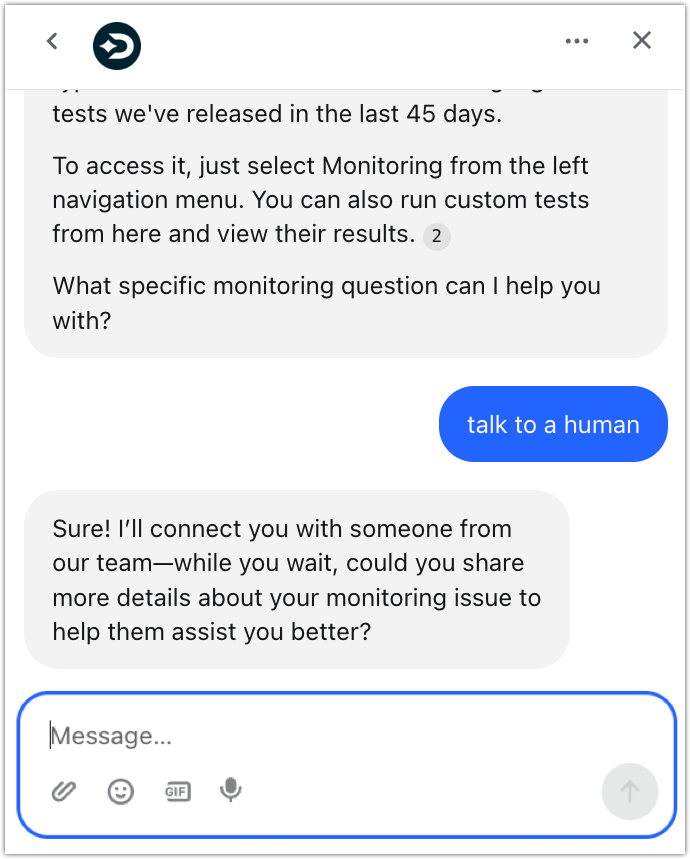 tests we've released in the last 45 days.
To access it, just select Monitoring from the left
navigation menu. You can also run custom tests
from here and view their results. 2
What specific monitoring question can I help you
with?
talk to a human
Sure! I’ll connect you with someone from
our team—while you wait, could you share
more details about your monitoring issue to
help them assist you better?
Message...
GIF